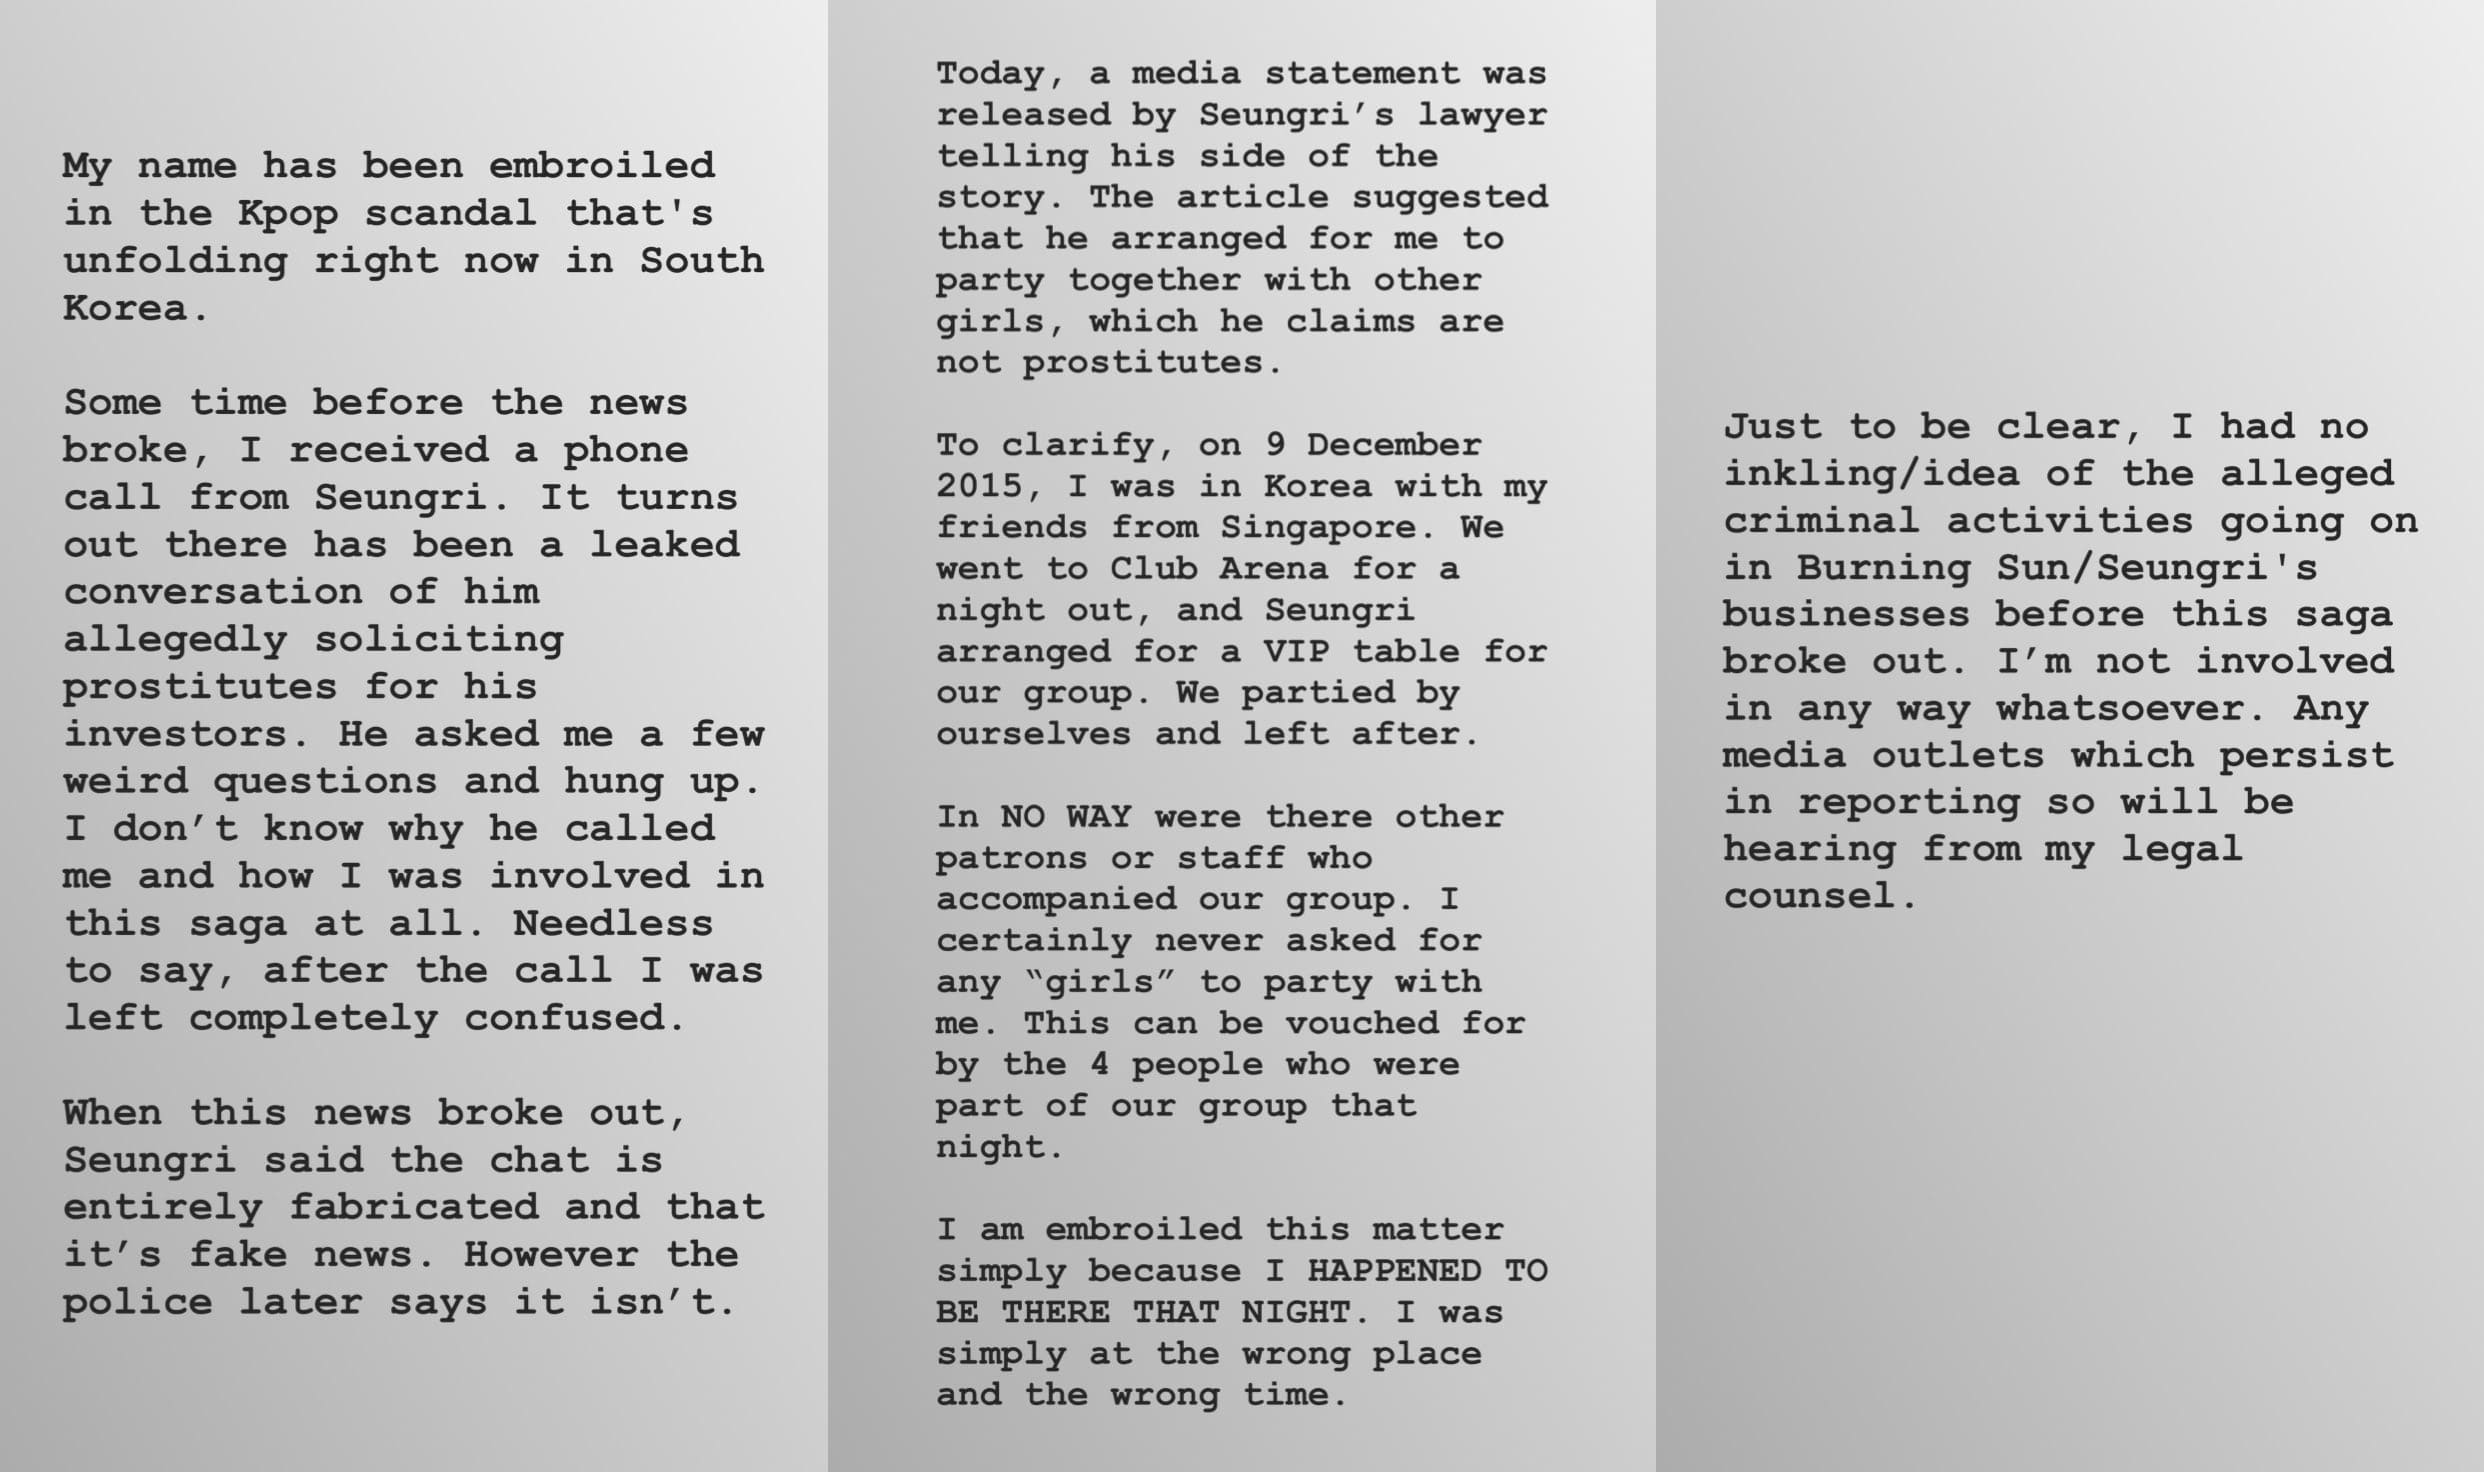 My name has been embroiled
in the Kpop scandal that's
unfolding right now in South
Korea.
Some time before the news
broke, I received a phone
call from Seungri. It turns
out there has been a leaked
conversation of him
allegedly soliciting
prostitutes for his
investors. He asked me a few
weird questions and hung up.
I don’t know why he called
me and how I was involved in
this saga at all. Needless
to say, after the call I was
left completely confused.
When this news broke out,
Seungri said the chat is
entirely fabricated and that
it’s fake news. However the
police later says it isn’t.
Today, a media statement was
released by Seungri’s lawyer
telling his side of the
story. The article suggested
that he arranged for me to
party together with other
girls, which he claims are
not prostitutes.
To clarify, on 9 December
2015, I was in Korea with my
friends from Singapore. We
went to Club Arena for a
night out, and Seungri
arranged for a VIP table for
our group. We partied by
ourselves and left after.
In NO WAY were there other
patrons or staff who
accompanied our group. I
certainly never asked for
any “girls” to party with
me. This can be vouched for
by the 4 people who were
part of our group that
night.
I am embroiled this matter
simply because I HAPPENED TO
BE THERE THAT NIGHT. I was
simply at the wrong place
and the wrong time.
Just to be clear, I had no
inkling/idea of the alleged
criminal activities going on
in Burning Sun/Seungri's
businesses before this saga
broke out. I’m not involved
in any way whatsoever. Any
media outlets which persist
in reporting so will be
hearing from my legal
counsel.